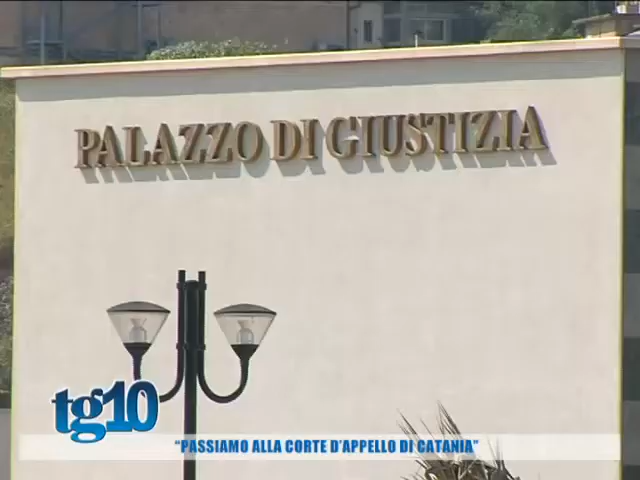 PALAZZO DI GIUSTIZIA
tg10
"PASSIAMO ALLA CORTE D'APPELLO DI CATANIA"